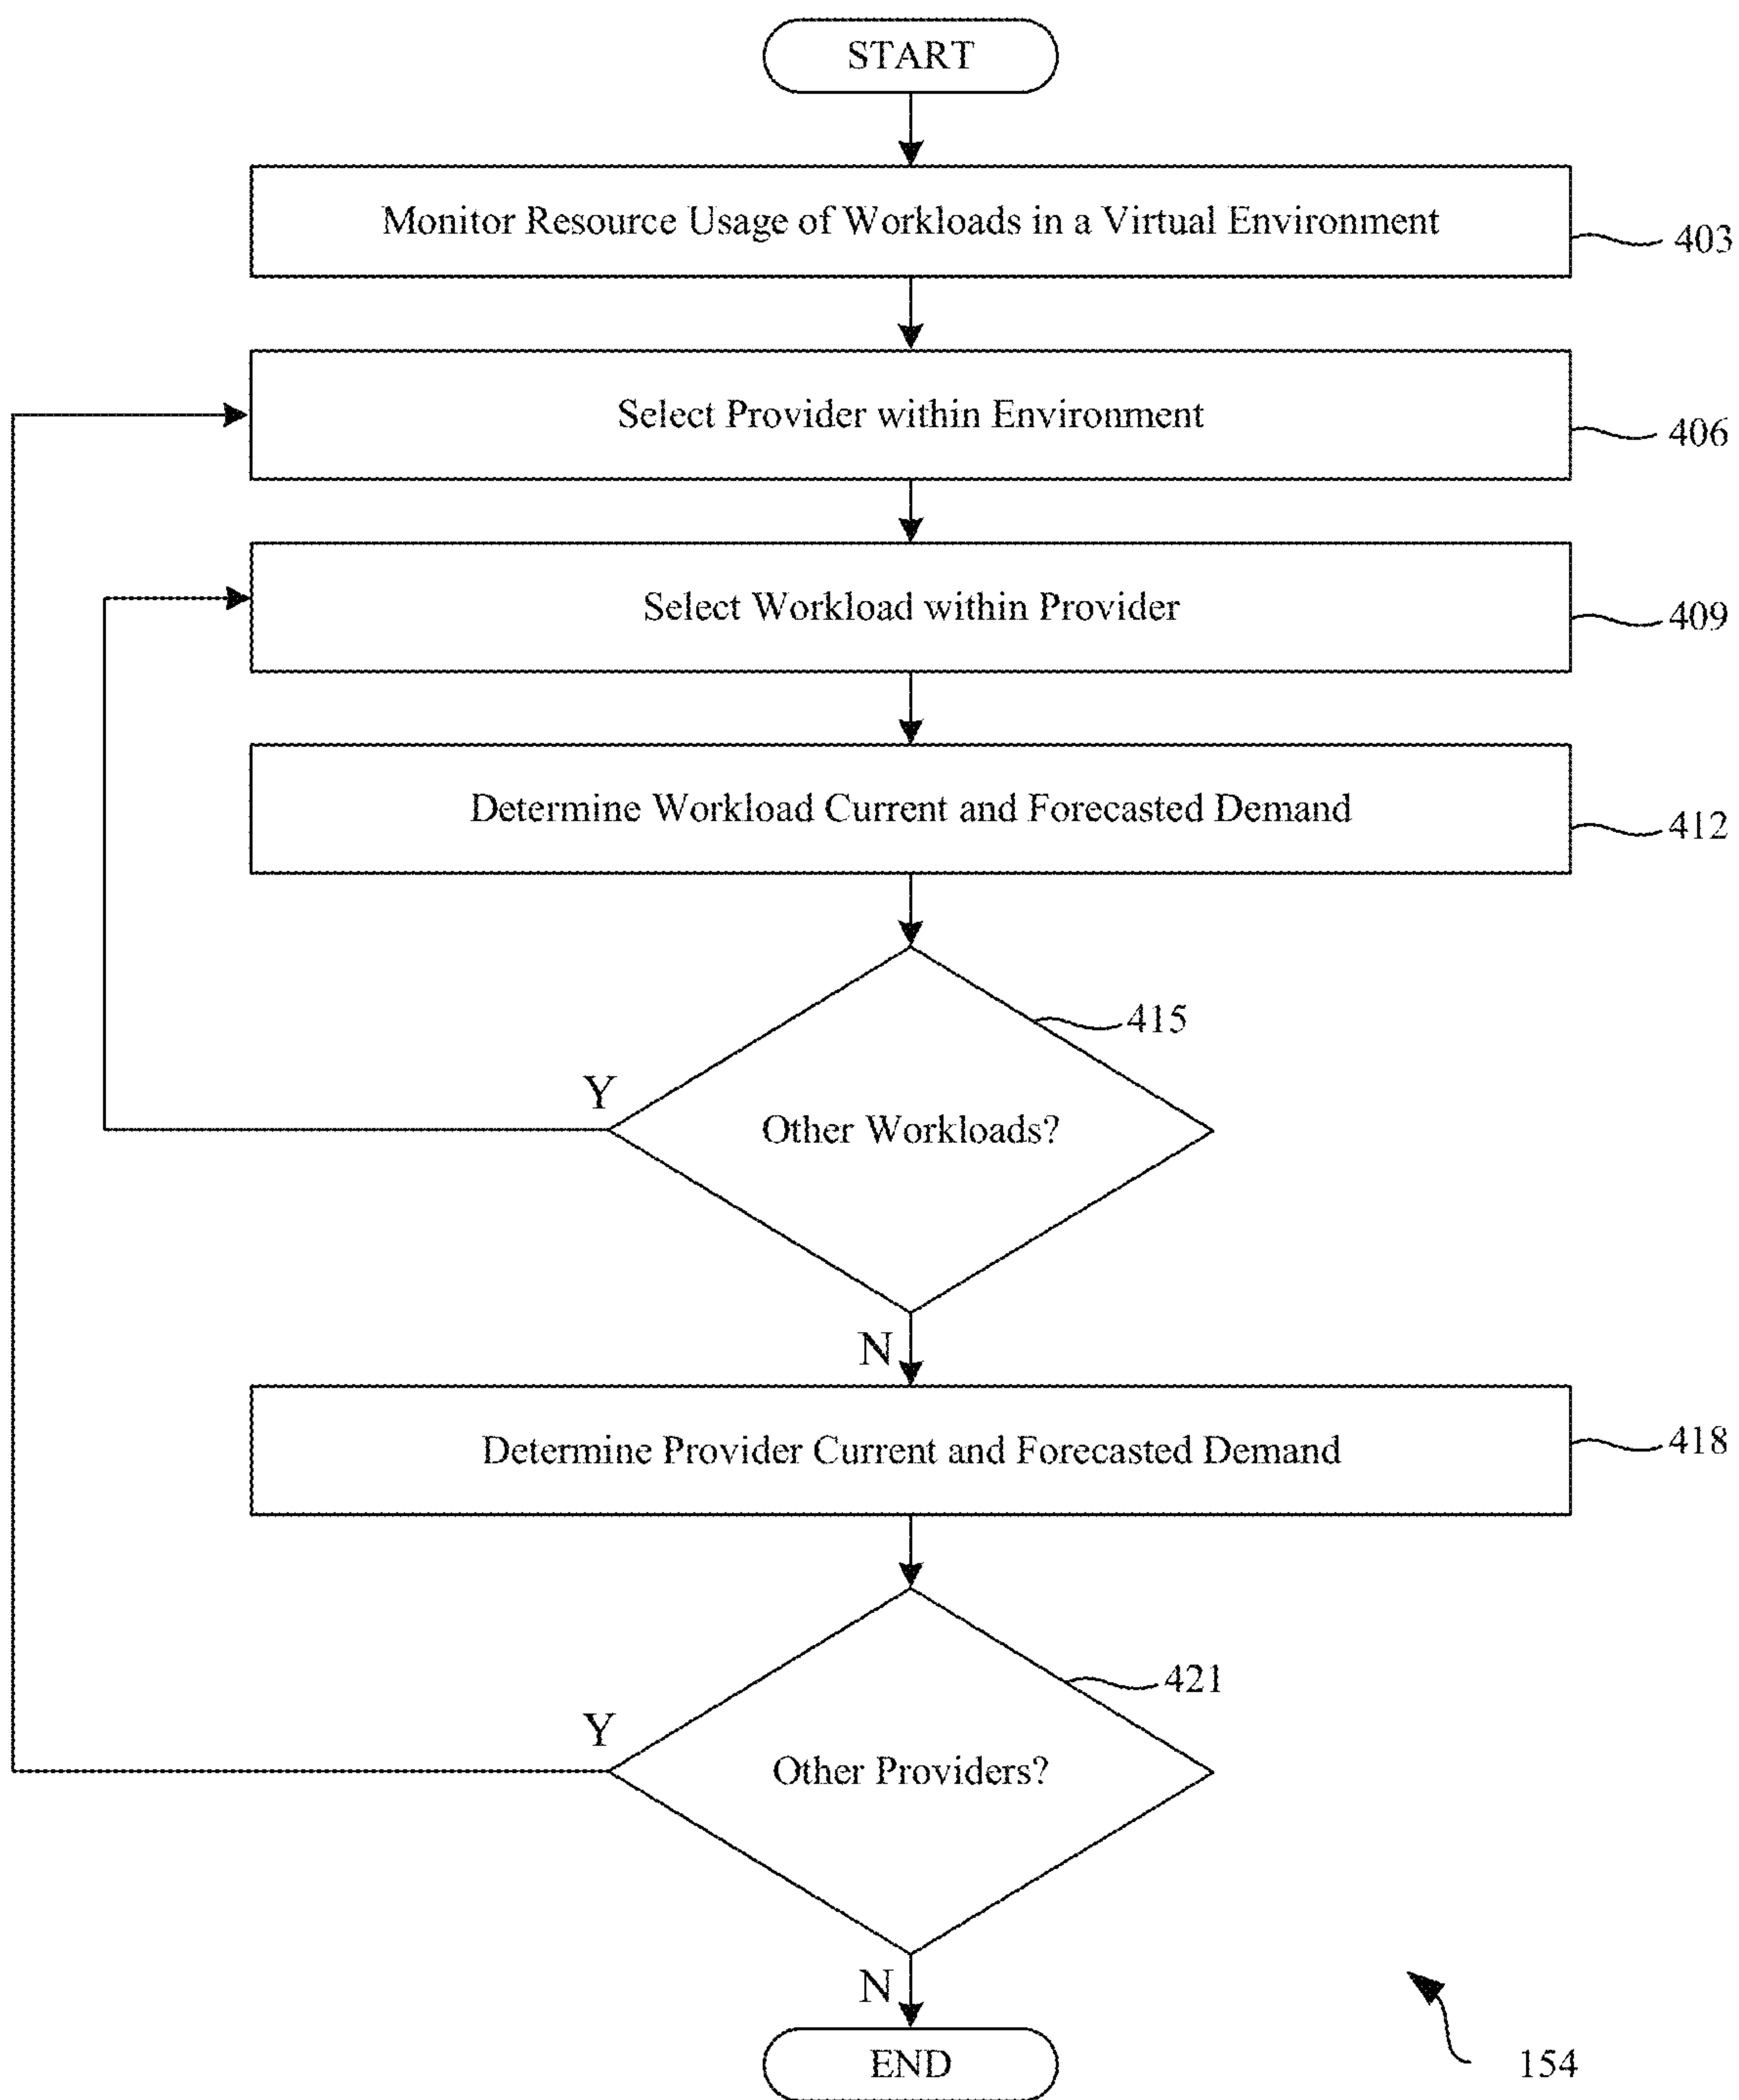 START
Monitor Resource Usage of Workloads in a Virtual Environment
403
Select Provider within Environment
406
Select Workload within Provider
409
Determine Workload Current and Forecasted Demand
412
415
Y
Other Workloads?
N
Determine Provider Current and Forecasted Demand
418
421
Y
Other Providers?
N
END
154